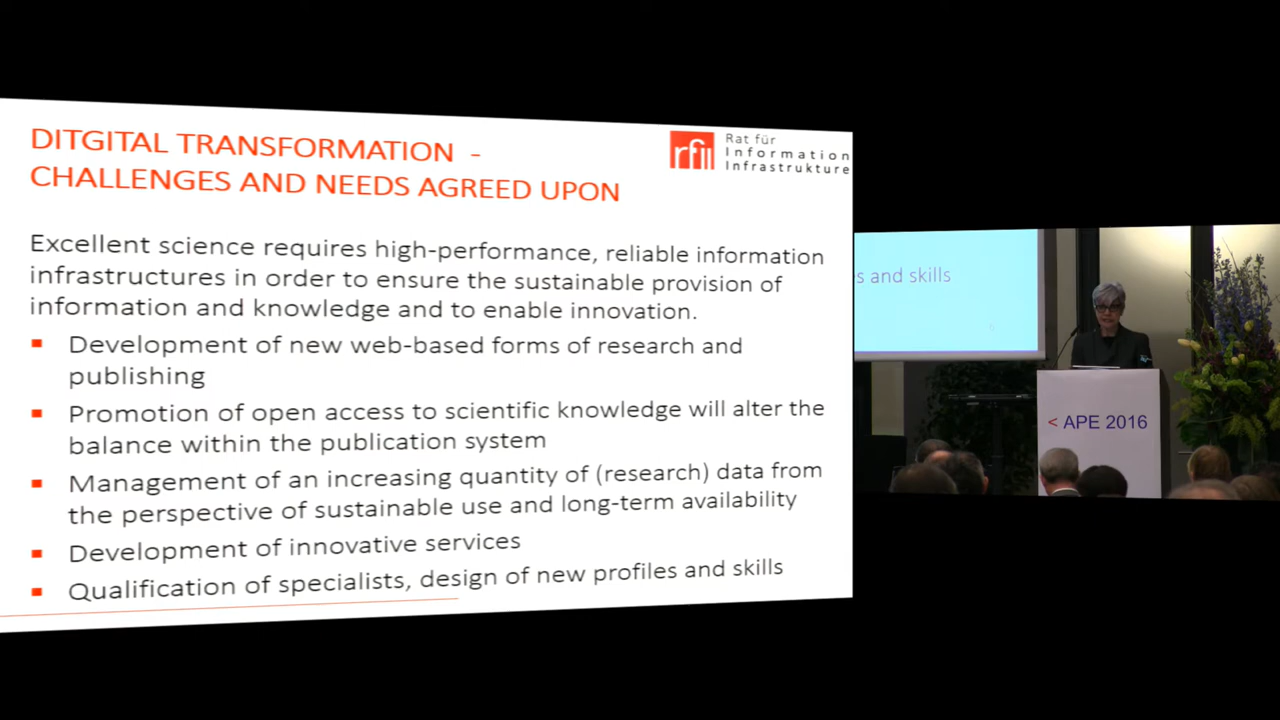 DITGITAL TRANSFORMATION -
CHALLENGES AND NEEDS AGREED UPON
rfii
Rat für
Information
Infrastrukture
Excellent science requires high-performance, reliable information
infrastructures in order to ensure the sustainable provision of
information and knowledge and to enable innovation.
▪ Development of new web-based forms of research and
publishing
▪ Promotion of open access to scientific knowledge will alter the
balance within the publication system
▪ Management of an increasing quantity of (research) data from
the perspective of sustainable use and long-term availability
▪ Development of innovative services
▪ Qualification of specialists, design of new profiles and skills
s and skills
< APE 2016